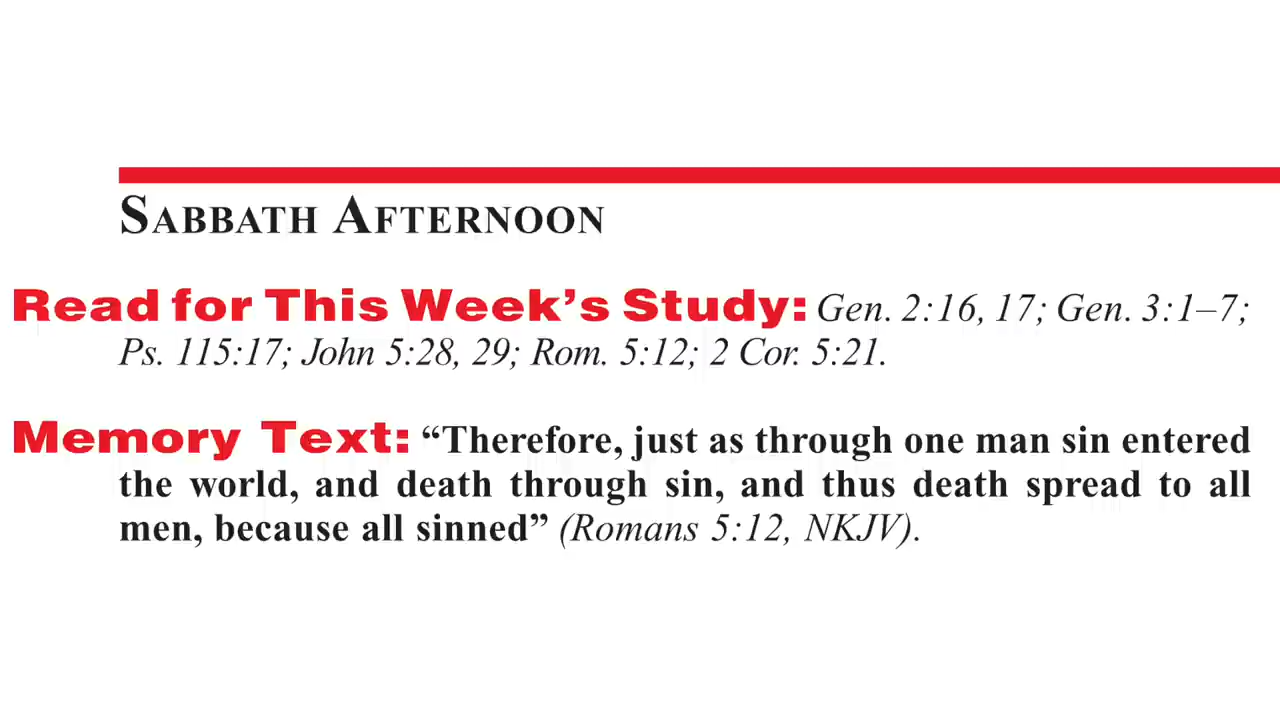 SABBATH AFTERNOON
Read for This Week’s Study: Gen. 2:16, 17; Gen. 3:1–7;
Ps. 115:17; John 5:28, 29; Rom. 5:12; 2 Cor. 5:21.
Memory Text: “Therefore, just as through one man sin entered
the world, and death through sin, and thus death spread to all
men, because all sinned” (Romans 5:12, NKJV).